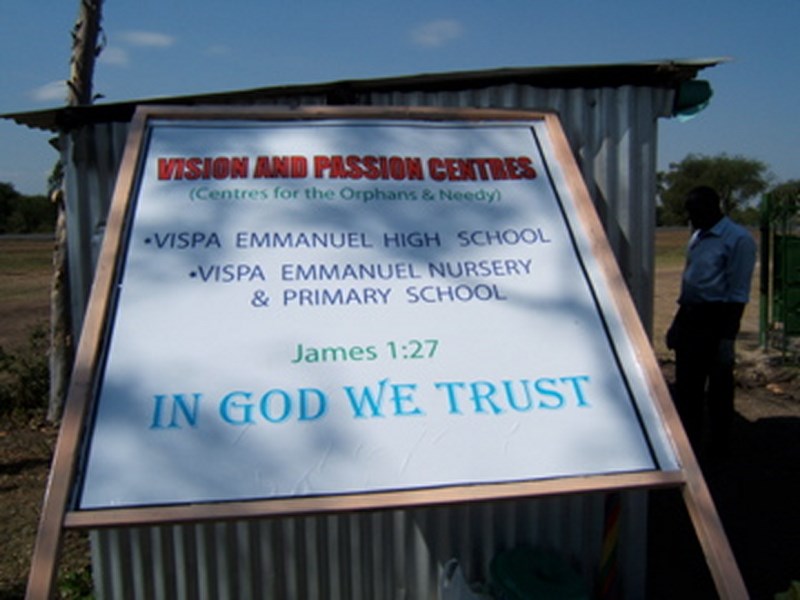 VISION AND PASSION CENTRES
(Centres for the Orphans & Needy)
•VISPA EMMANUEL HIGH SCHOOL
•VISPA EMMANUEL NURSERY
& PRIMARY SCHOOL
James 1:27
IN GOD WE TRUST